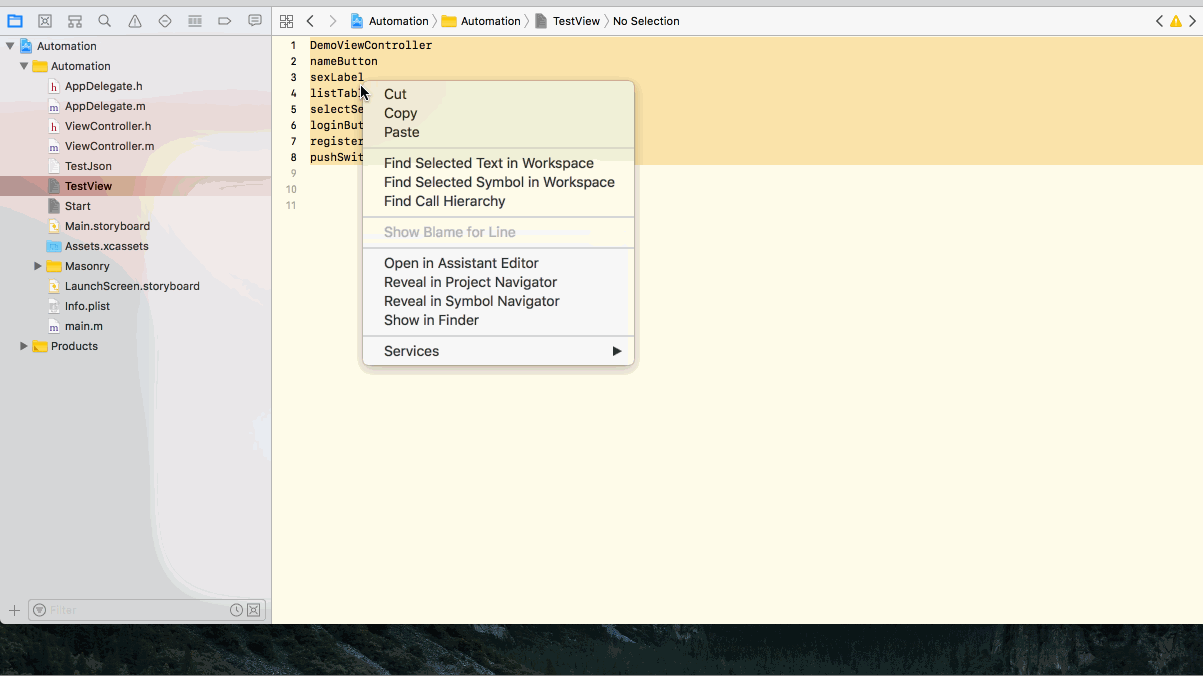 Automation Automation TestView No Selection
Automation
Automation
AppDelegate.h
AppDelegate.m
ViewController.h
ViewController.m
TestJson
TestView
Start
Main.storyboard
Assets.xcassets
Masonry
LaunchScreen.storyboard
Info.plist
main.m
Products
Filter
1 DemoViewController
2 nameButton
3 sexLabel
4 listTab
5 selectSe
6 loginBut
7 register
8 pushSwit
9
10
11
Cut
Copy
Paste
Find Selected Text in Workspace
Find Selected Symbol in Workspace
Find Call Hierarchy
Show Blame for Line
Open in Assistant Editor
Reveal in Project Navigator
Reveal in Symbol Navigator
Show in Finder
Services